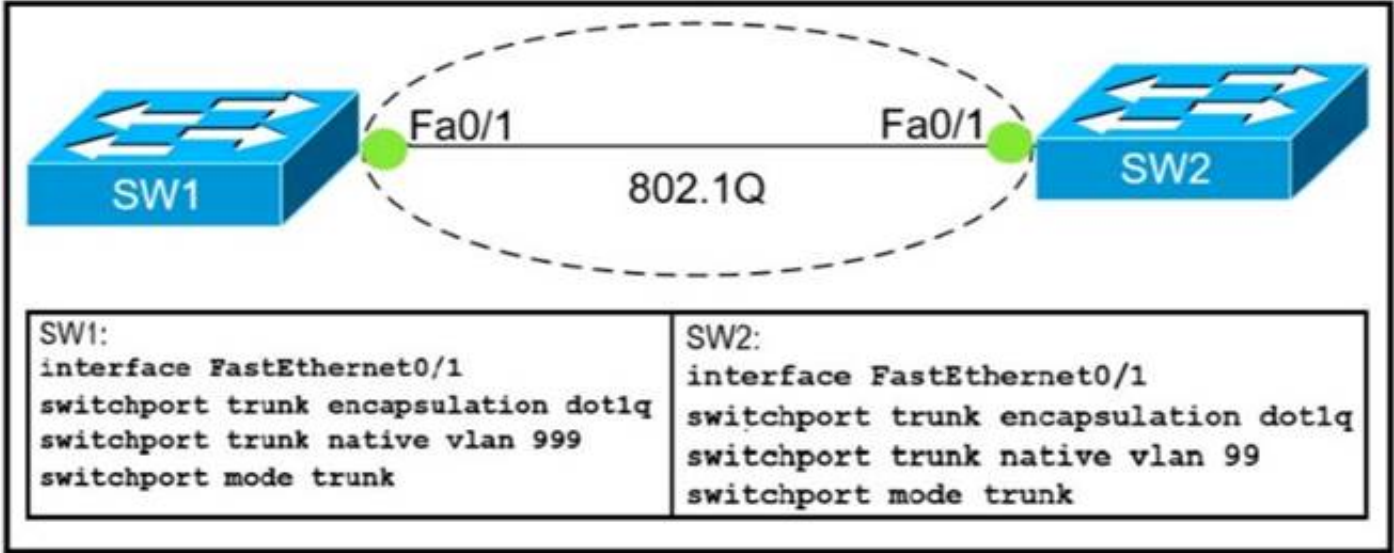 Fa0/1
Fa0/1
SW1
802.1Q
SW2
SW1:
interface FastEthernet0/1
switchport trunk encapsulation dot1q
switchport trunk native vlan 999
switchport mode trunk
SW2:
interface FastEthernet0/1
switchport trunk encapsulation dot1q
switchport trunk native vlan 99
switchport mode trunk